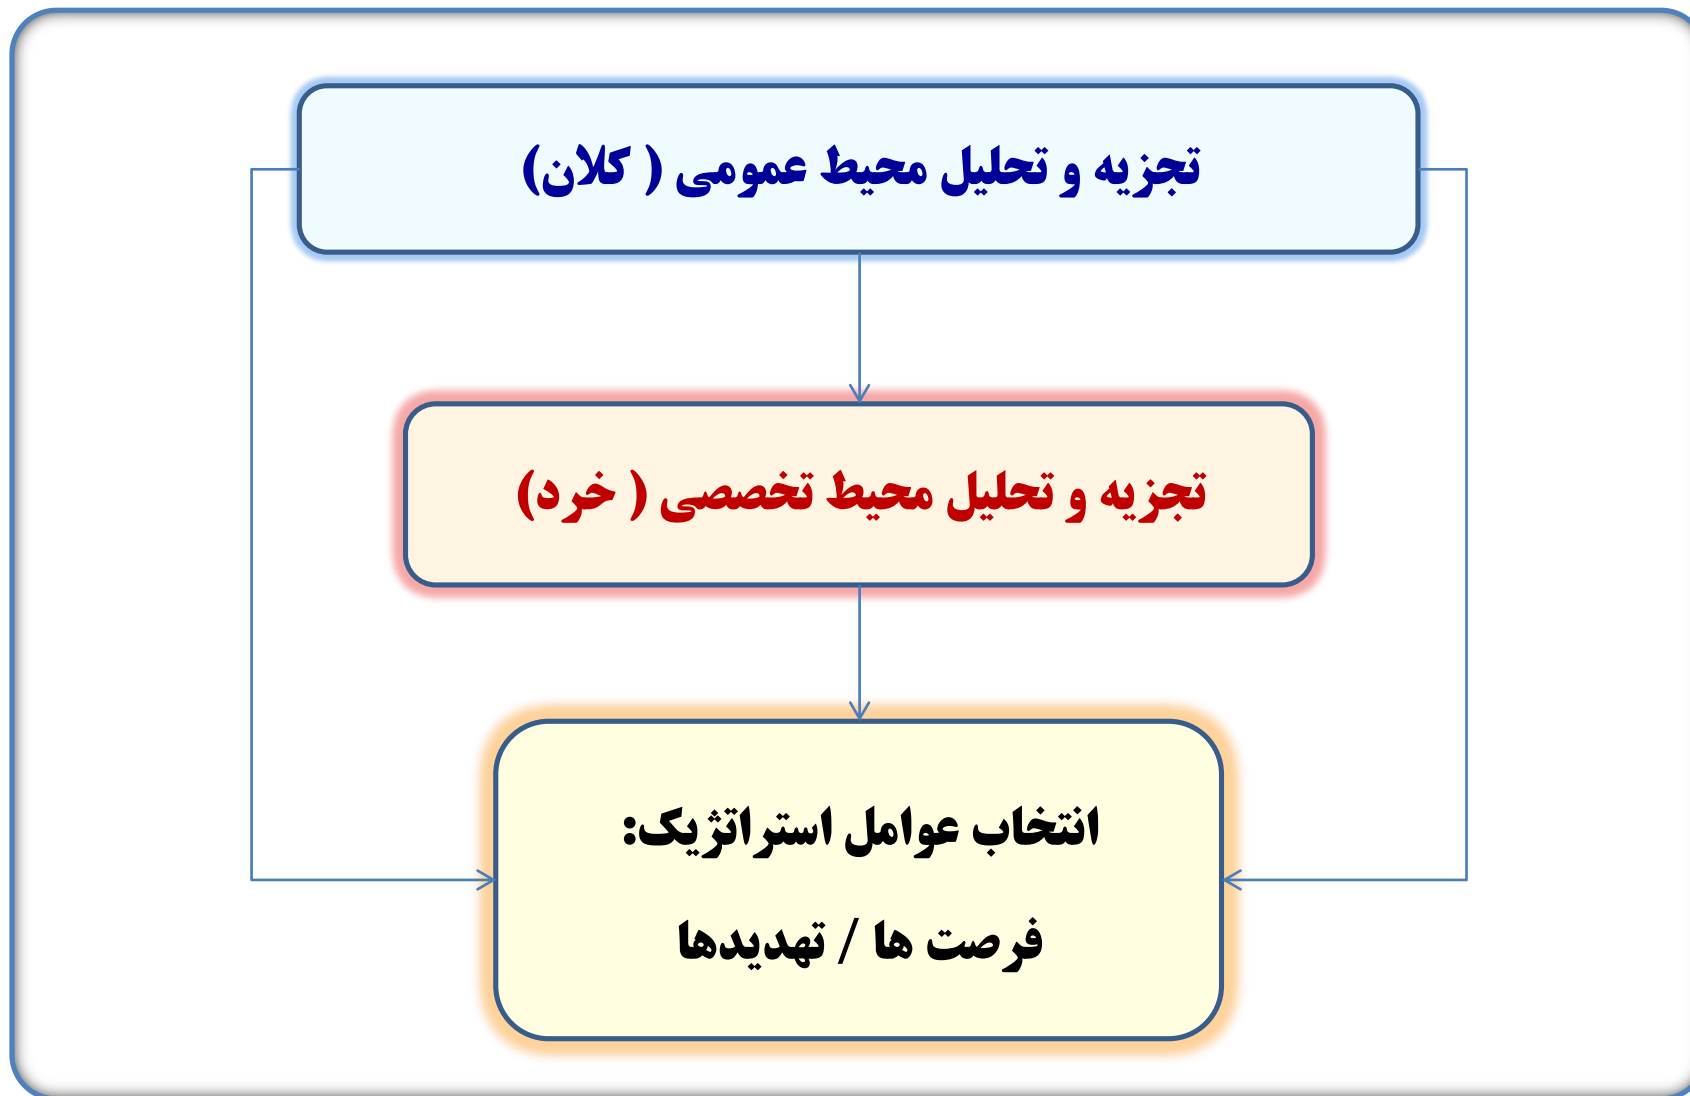 تجزیه و تحلیل محیط عمومی ( کلان)
تجزیه و تحلیل محیط تخصصی ( خرد)
انتخاب عوامل استراتژیک:
فرصت ها / تهدیدها